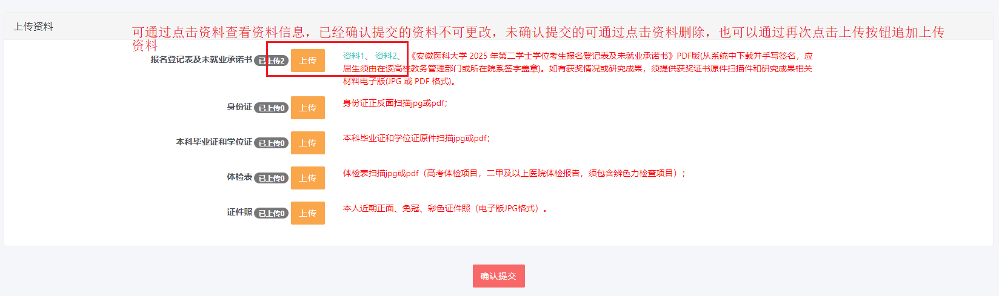 上传资料
可通过点击资料查看资料信息，已经确认提交的资料不可更改，未确认提交的可通过点击资料删除，也可以通过再次点击上传按钮追加上传
资料
报名登记表及未就业承诺书 已上传2 上传 资料1、 资料2、 《安徽医科大学 2025 年第二学士学位考生报名登记表及未就业承诺书》PDF版(从系统中下载并手写签名，应
届生须由在读高校教务管理部门或所在院系签字盖章)。如有获奖情况或研究成果，须提供获奖证书原件扫描件和研究成果相关
材料电子版(JPG 或 PDF 格式)。
身份证 已上传0 上传 身份证正反面扫描jpg或pdf；
本科毕业证和学位证 已上传0 上传 本科毕业证和学位证原件扫描jpg或pdf；
体检表 已上传0 上传 体检表扫描jpg或pdf（高考体检项目，二甲及以上医院体检报告，须包含辨色力检查项目）；
证件照 已上传0 上传 本人近期正面、免冠、彩色证件照（电子版JPG格式）。
确认提交